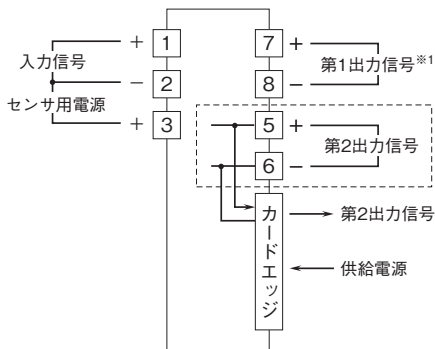 入力信号
センサ用電源
+ 1
− 2
+ 3
7 +
8 −
第1出力信号※1
5 +
6 −
第2出力信号
カードエッジ
第2出力信号
供給電源